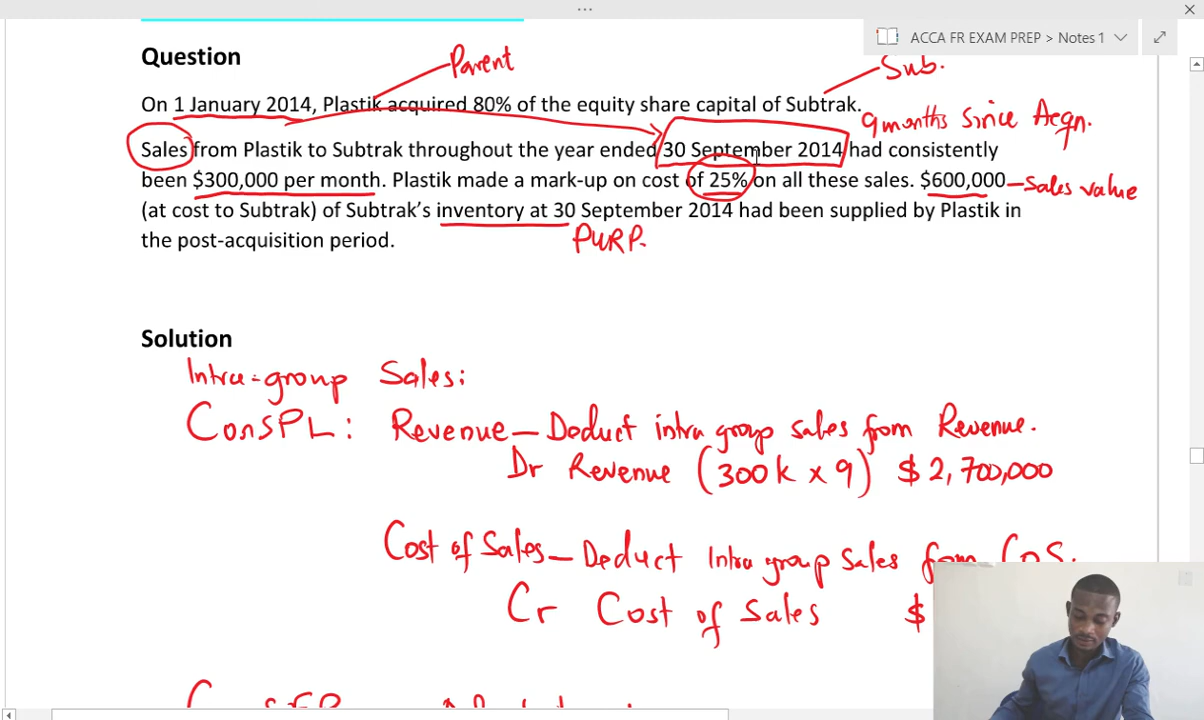 ACCA FR EXAM PREP > Notes 1
Question
Parent
Sub.
On 1 January 2014, Plastik acquired 80% of the equity share capital of Subtrak.
9 months Since Acqn.
Sales from Plastik to Subtrak throughout the year ended 30 September 2014 had consistently
been $300,000 per month. Plastik made a mark-up on cost of 25% on all these sales. $600,000 – Sales value
(at cost to Subtrak) of Subtrak's inventory at 30 September 2014 had been supplied by Plastik in
PURP.
the post-acquisition period.
Solution
Intra-group Sales:
ConSPL: Revenue – Deduct intra group sales from Revenue.
Dr Revenue (300k x 9) $2,700,000
Cost of Sales – Deduct Intra group Sales from COS.
Cr Cost of Sales $